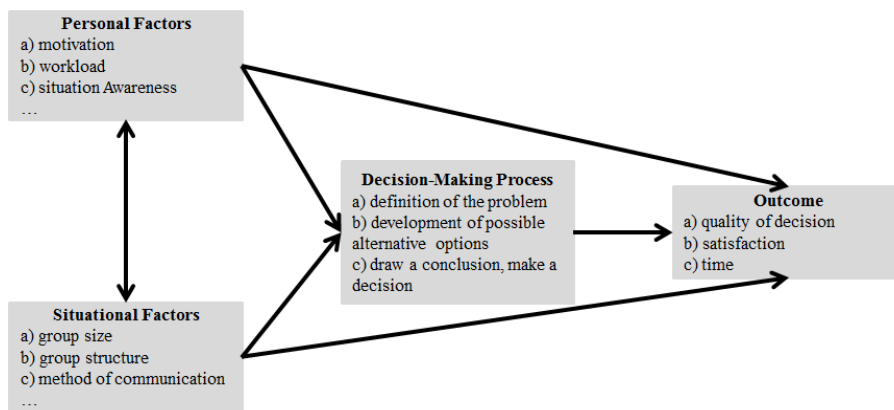 Personal Factors
a) motivation
b) workload
c) situation Awareness
…
Decision-Making Process
a) definition of the problem
b) development of possible
alternative options
c) draw a conclusion, make a
decision
Outcome
a) quality of decision
b) satisfaction
c) time
Situational Factors
a) group size
b) group structure
c) method of communication
…